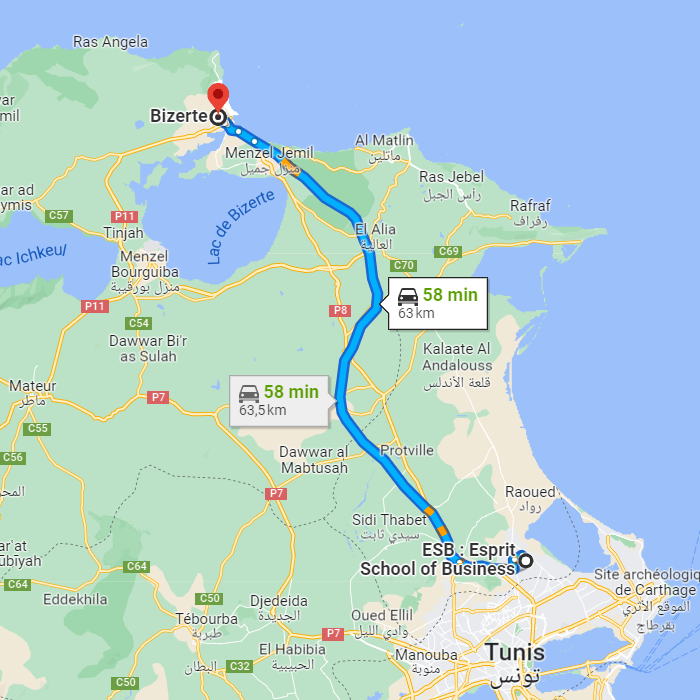 Ras Angela
Bizerte
Al Matlin
ماتلين
Menzel Jemil
منزل جميل
Ras Jebel
رأس الجبل
Rafraf
رفراف
C57
P11
Tinjah
Lac de Bizerte
El Alia
العالية
C69
Menzel
Bourguiba
منزل بورقيبة
C70
58 min
63 km
P11
C54
P8
Dawwar Bi'r
as Sulah
Kalaate Al
Andalouss
قلعة الأندلس
Mateur
ماطر
P7
58 min
63,5 km
C55
C56
Dawwar al
Mabtusah
Protville
P7
Raoued
رواد
Sidi Thabet
سيدي ثابت
ESB : Esprit
School of Business
C64
C64
Eddekhila
C50
Djedeida
الجديدة
Site archéologiq
de Carthage
الموقع الأثري
بقرطاج
Tébourba
طبربة
Oued Ellil
وادي الليل
P7
El Habibia
الحبيبية
Manouba
منوبة
Tunis
تونس
البطان
C32
C50